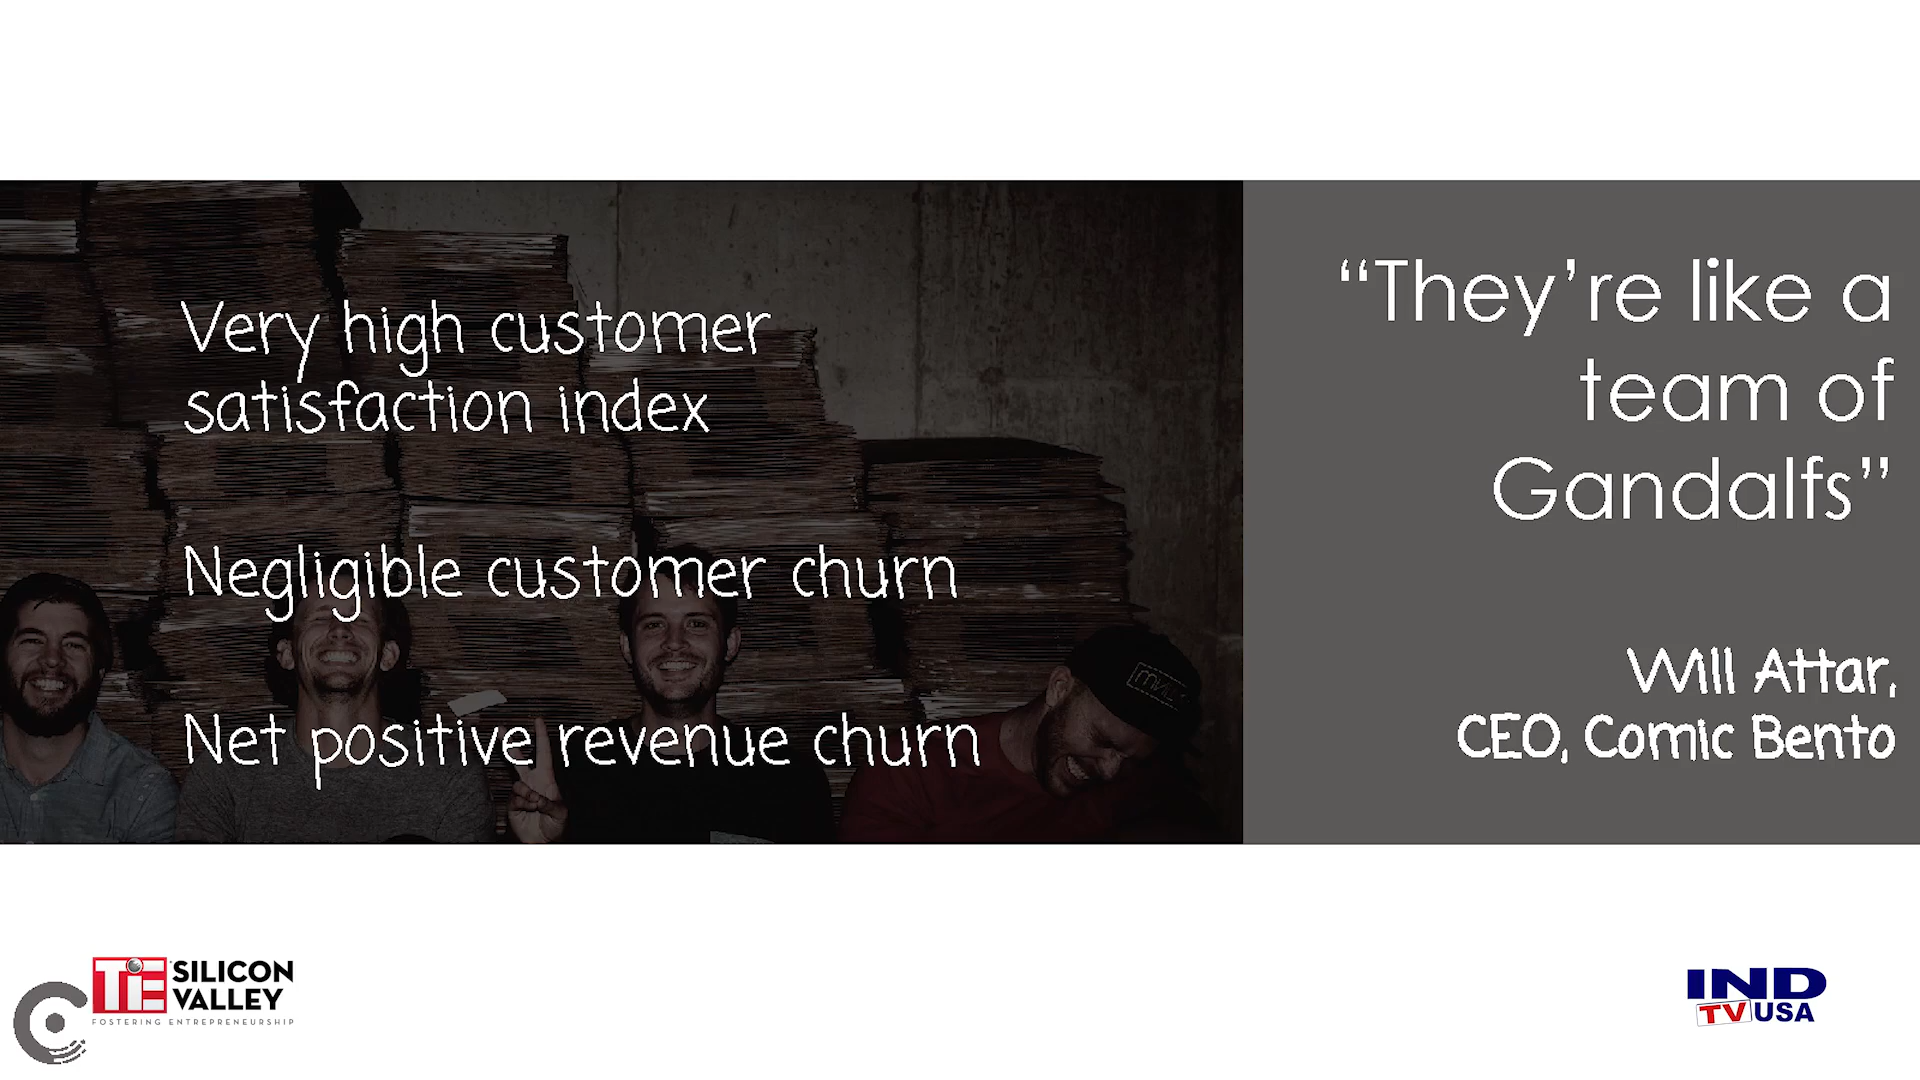 Very high customer
satisfaction index
Negligible customer churn
Net positive revenue churn
“They’re like a
team of
Gandalfs”
Will Attar,
CEO, Comic Bento
TiE SILICON
VALLEY
FOSTERING ENTREPRENEURSHIP
IND
TV USA